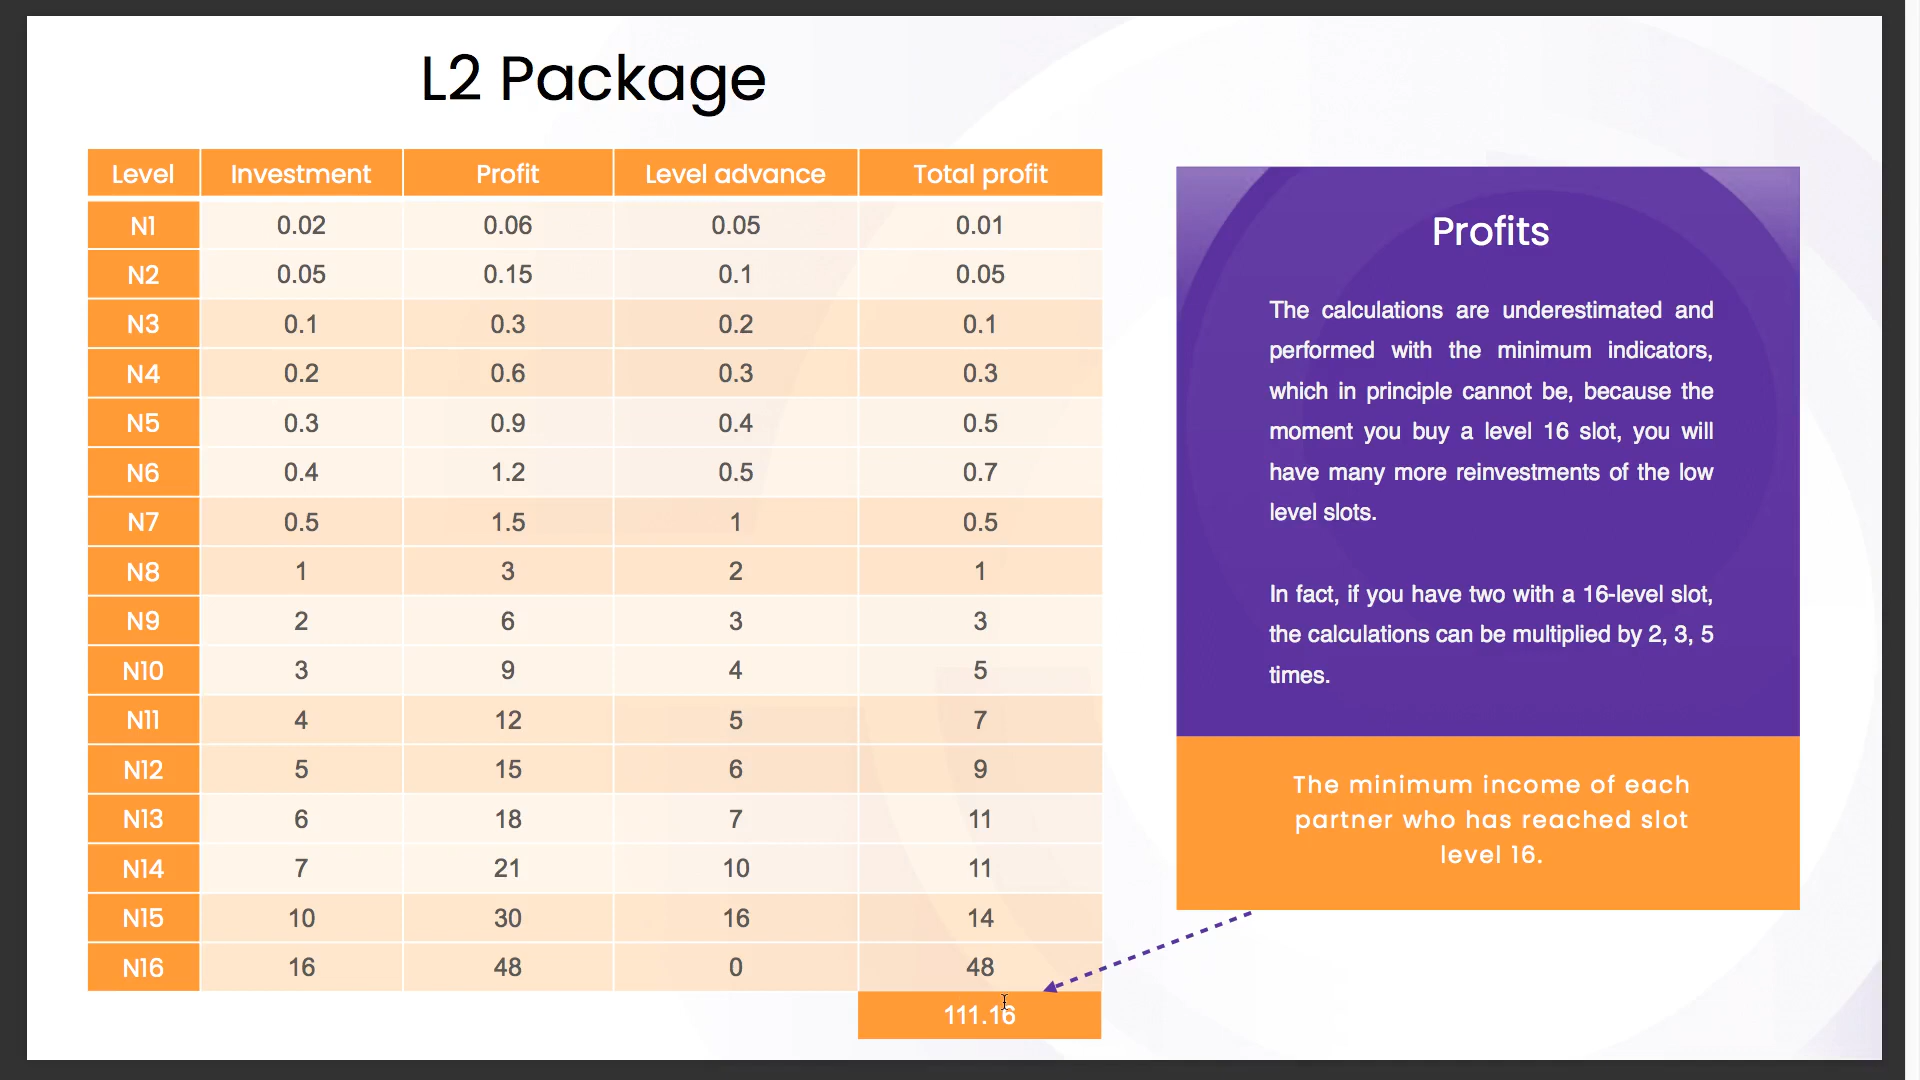 L2 Package
Level Investment Profit Level advance Total profit
N1 0.02 0.06 0.05 0.01
N2 0.05 0.15 0.1 0.05
N3 0.1 0.3 0.2 0.1
N4 0.2 0.6 0.3 0.3
N5 0.3 0.9 0.4 0.5
N6 0.4 1.2 0.5 0.7
N7 0.5 1.5 1 0.5
N8 1 3 2 1
N9 2 6 3 3
N10 3 9 4 5
N11 4 12 5 7
N12 5 15 6 9
N13 6 18 7 11
N14 7 21 10 11
N15 10 30 16 14
N16 16 48 0 48
111.16
Profits
The calculations are underestimated and
performed with the minimum indicators,
which in principle cannot be, because the
moment you buy a level 16 slot, you will
have many more reinvestments of the low
level slots.
In fact, if you have two with a 16-level slot,
the calculations can be multiplied by 2, 3, 5
times.
The minimum income of each
partner who has reached slot
level 16.